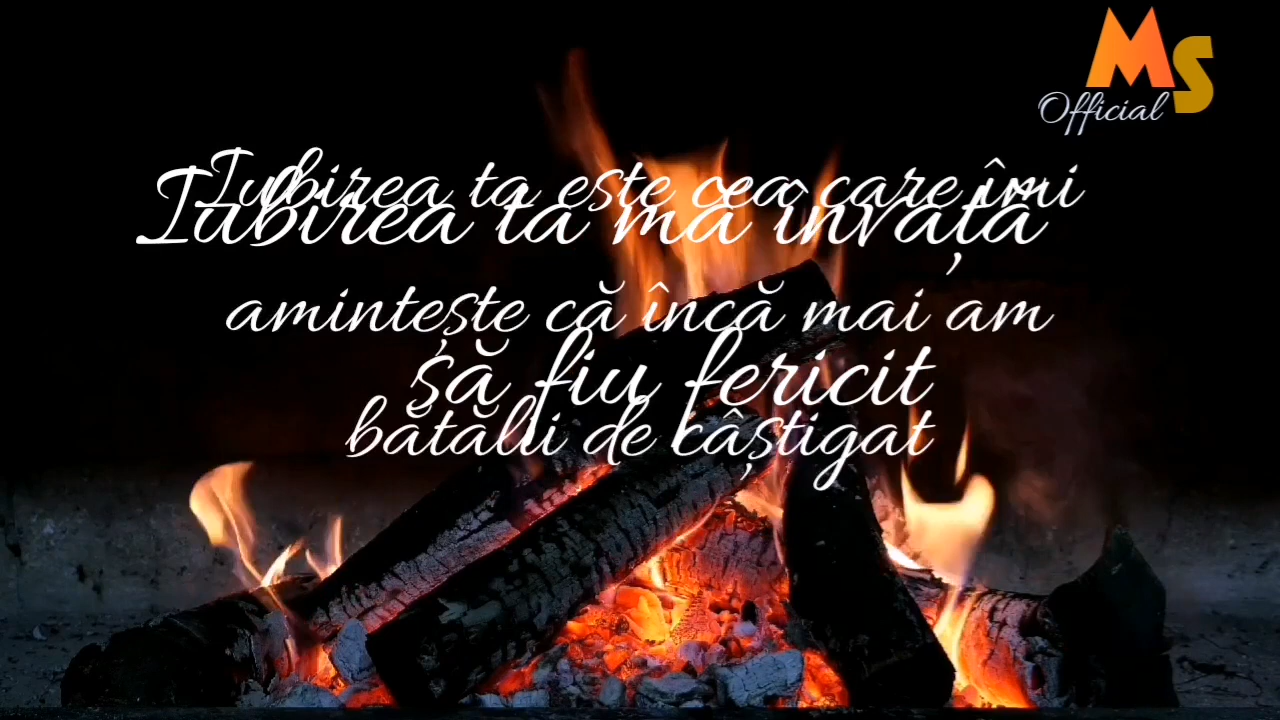 MS
Official
Iubirea ta este cea care îmi
Iubirea ta mă învață
amintește că încă mai am
să fiu fericit
bătălii de câștigat